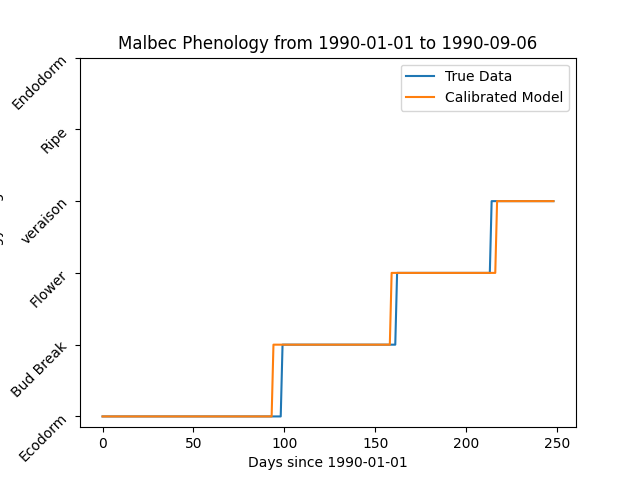 Malbec Phenology from 1990-01-01 to 1990-09-06
True Data
Calibrated Model
Endodorm
Ripe
veraison
Flower
Bud Break
Ecodorm
0 50 100 150 200 250
Days since 1990-01-01